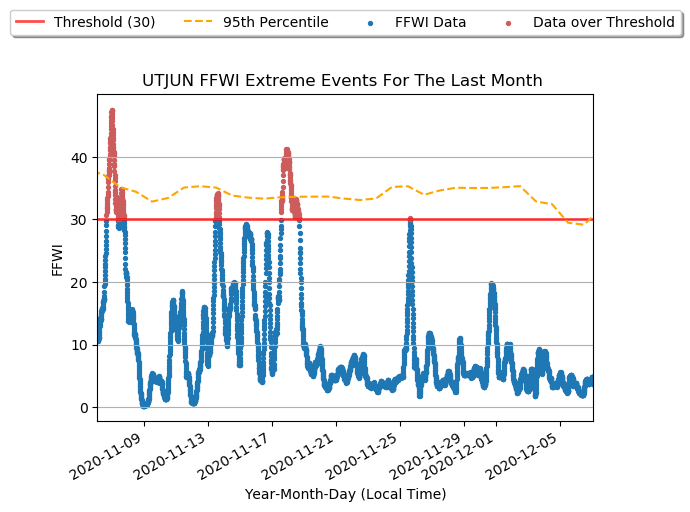 Threshold (30) 95th Percentile FFWI Data Data over Threshold
UTJUN FFWI Extreme Events For The Last Month
40
30
20
10
0
FFWI
2020-11-09 2020-11-13 2020-11-17 2020-11-21 2020-11-25 2020-11-29 2020-12-01 2020-12-05
Year-Month-Day (Local Time)